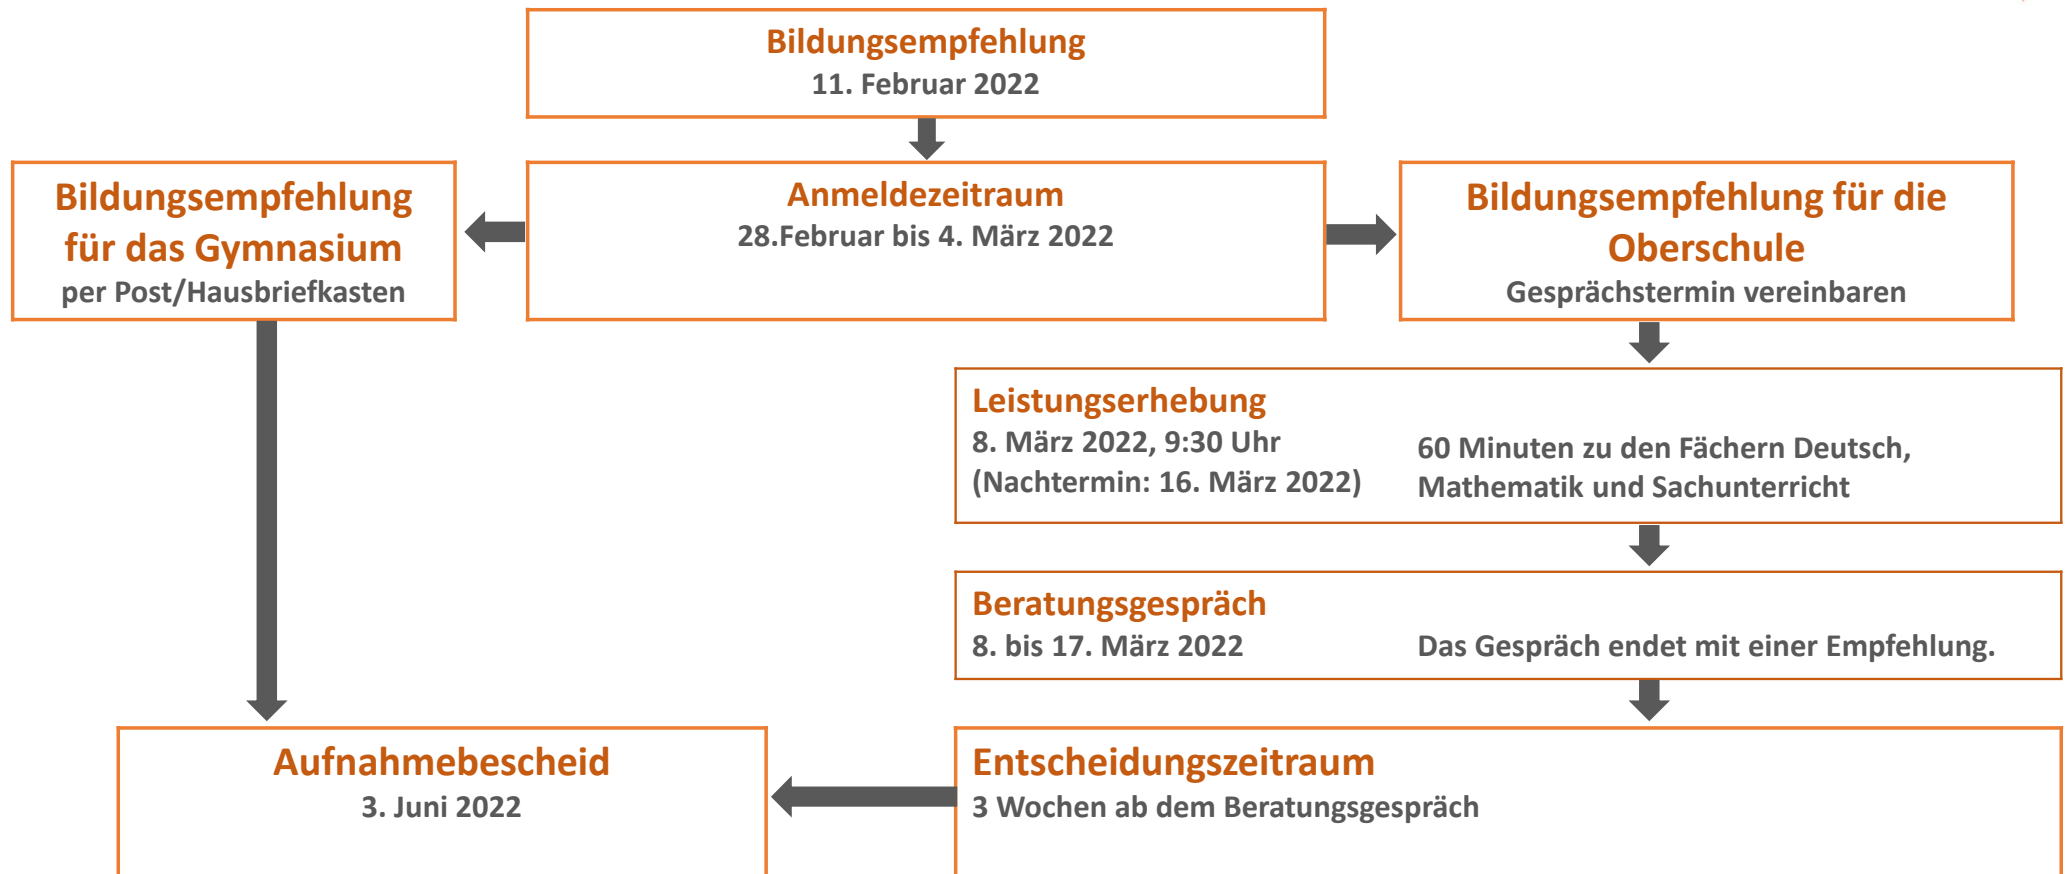 Bildungsempfehlung
11. Februar 2022
Bildungsempfehlung
für das Gymnasium
per Post/Hausbriefkasten
Anmeldezeitraum
28.Februar bis 4. März 2022
Bildungsempfehlung für die
Oberschule
Gesprächstermin vereinbaren
Leistungserhebung
8. März 2022, 9:30 Uhr
(Nachtermin: 16. März 2022)
60 Minuten zu den Fächern Deutsch,
Mathematik und Sachunterricht
Beratungsgespräch
8. bis 17. März 2022
Das Gespräch endet mit einer Empfehlung.
Aufnahmebescheid
3. Juni 2022
Entscheidungszeitraum
3 Wochen ab dem Beratungsgespräch